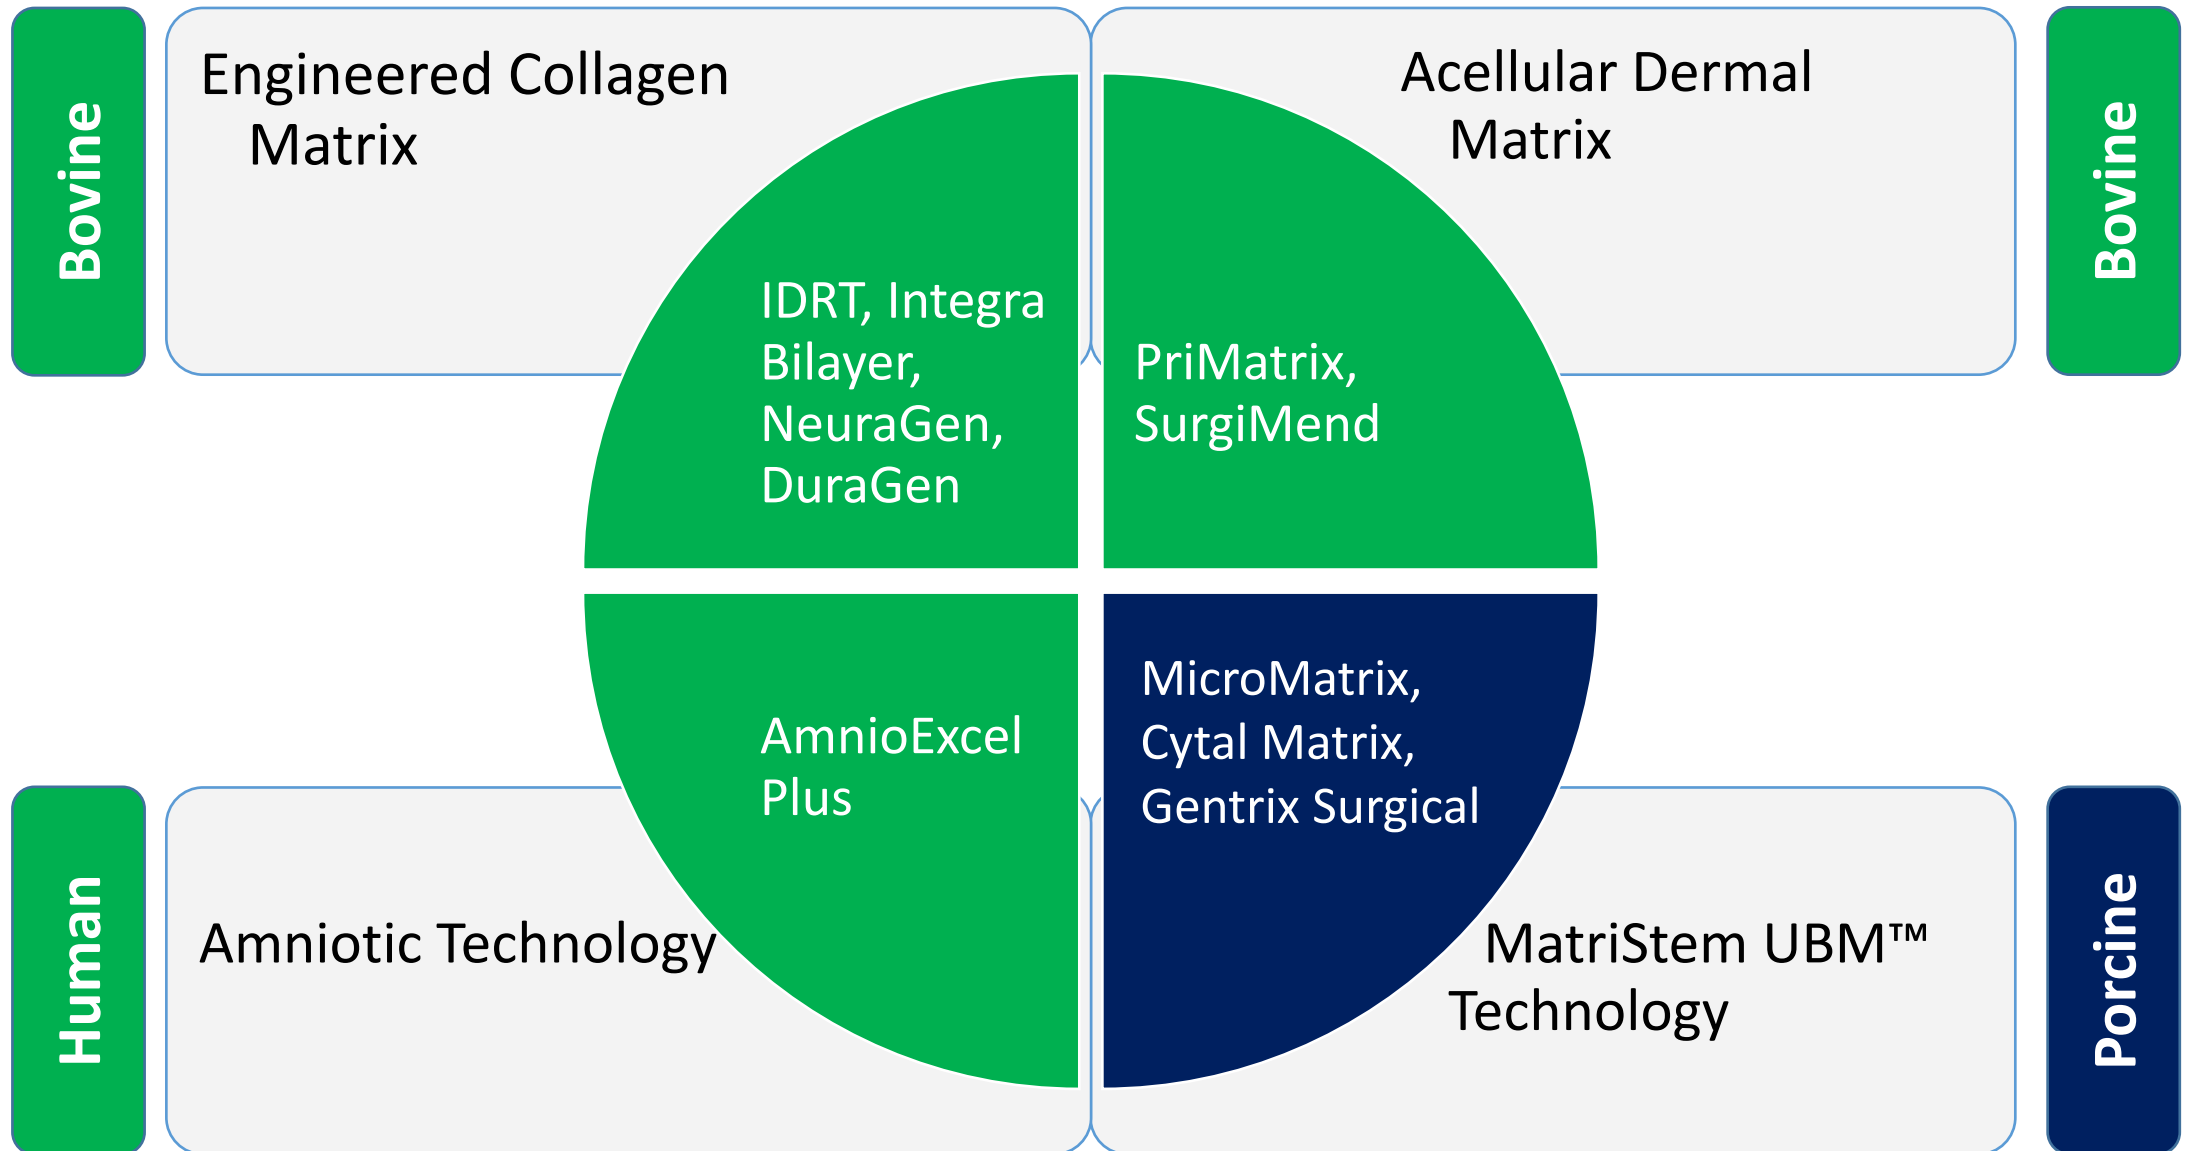 Bovine
Engineered Collagen
Matrix
IDRT, Integra
Bilayer,
NeuraGen,
DuraGen
Acellular Dermal
Matrix
PriMatrix,
SurgiMend
Bovine
Human
Amniotic Technology
AmnioExcel
Plus
MicroMatrix,
Cytal Matrix,
Gentrix Surgical
MatriStem UBM™
Technology
Porcine